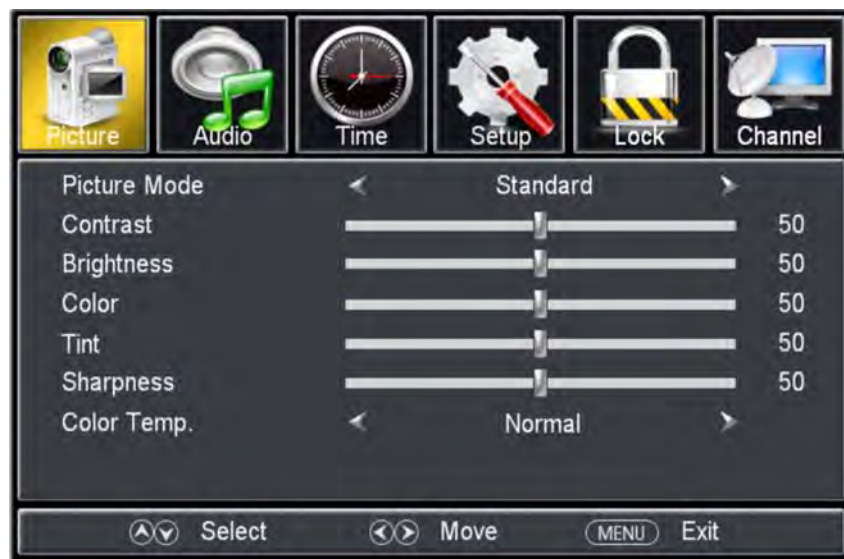 Picture Audio Time Setup Lock Channel
Picture Mode Standard
Contrast 50
Brightness 50
Color 50
Tint 50
Sharpness 50
Color Temp. Normal
Select Move MENU Exit